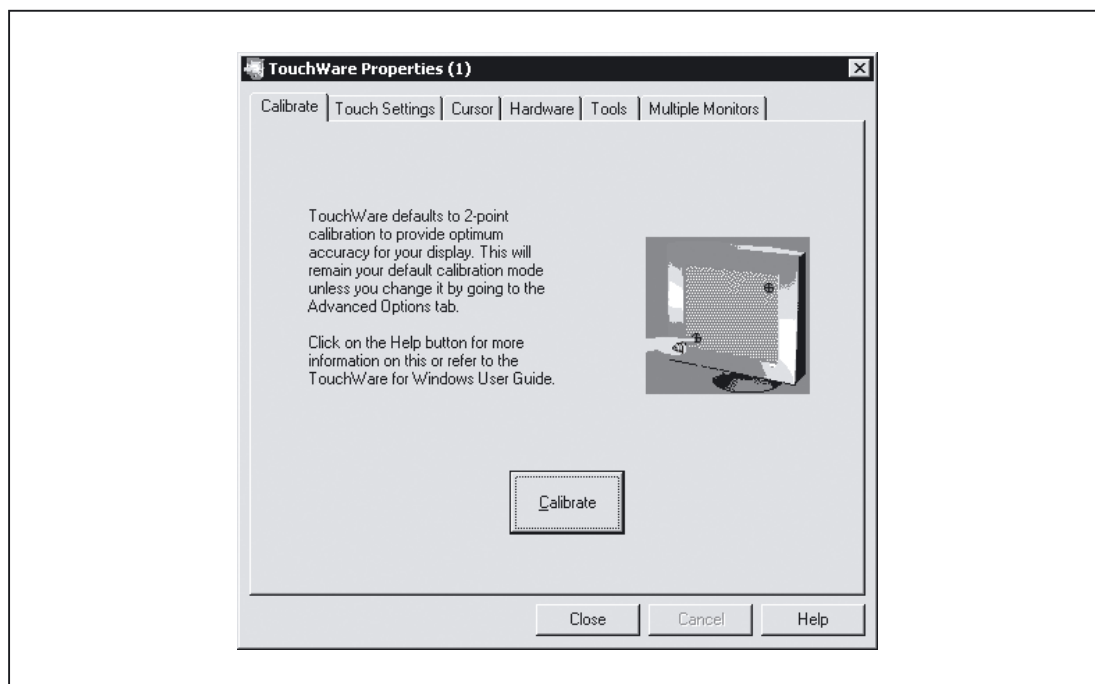 TouchWare Properties (1)
Calibrate Touch Settings Cursor Hardware Tools Multiple Monitors
TouchWare defaults to 2-point
calibration to provide optimum
accuracy for your display. This will
remain your default calibration mode
unless you change it by going to the
Advanced Options tab.
Click on the Help button for more
information on this or refer to the
TouchWare for Windows User Guide.
Calibrate
Close Cancel Help